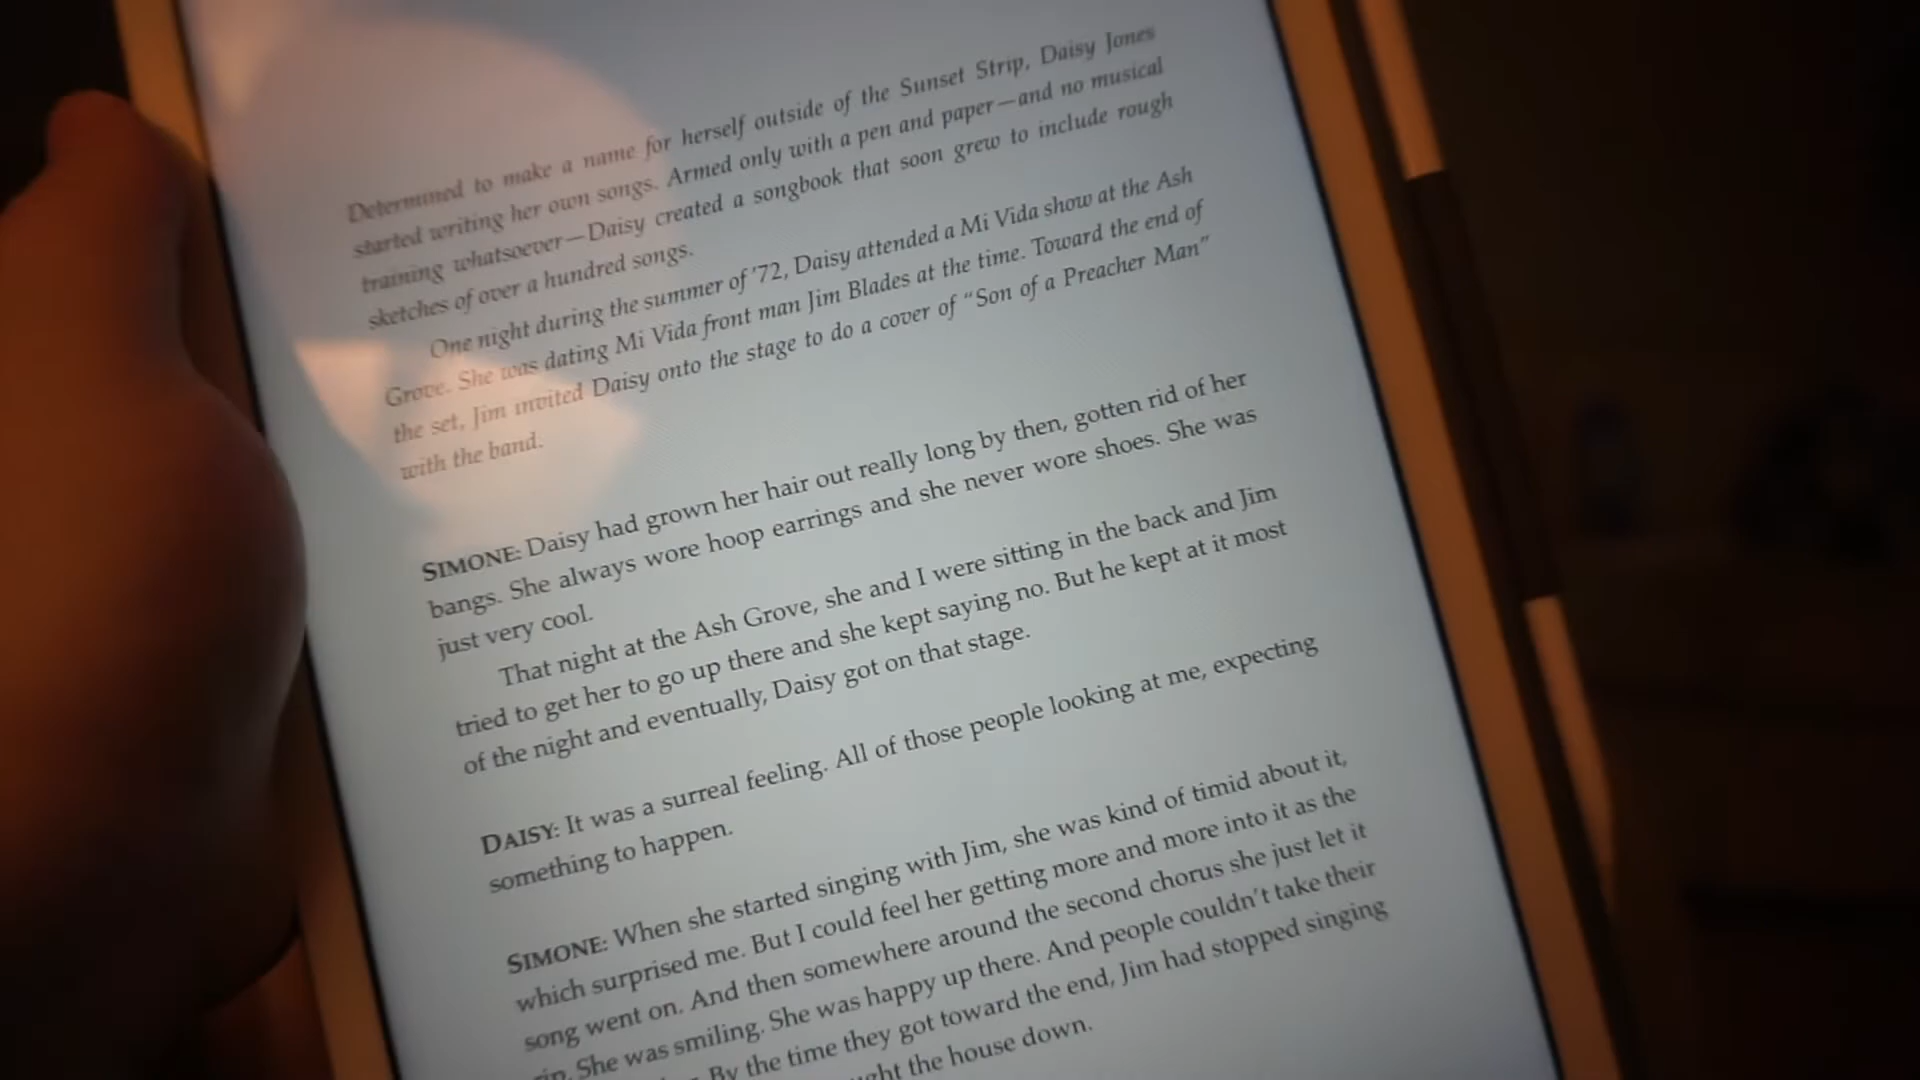 Determined to make a name for herself outside of the Sunset Strip, Daisy Jones
started writing her own songs. Armed only with a pen and paper—and no musical
training whatsoever—Daisy created a songbook that soon grew to include rough
sketches of over a hundred songs.
One night during the summer of ’72, Daisy attended a Mi Vida show at the Ash
Grove. She was dating Mi Vida front man Jim Blades at the time. Toward the end of
the set, Jim invited Daisy onto the stage to do a cover of “Son of a Preacher Man”
with the band.
SIMONE: Daisy had grown her hair out really long by then, gotten rid of her
bangs. She always wore hoop earrings and she never wore shoes. She was
just very cool.
That night at the Ash Grove, she and I were sitting in the back and Jim
tried to get her to go up there and she kept saying no. But he kept at it most
of the night and eventually, Daisy got on that stage.
DAISY: It was a surreal feeling. All of those people looking at me, expecting
something to happen.
SIMONE: When she started singing with Jim, she was kind of timid about it,
which surprised me. But I could feel her getting more and more into it as the
song went on. And then somewhere around the second chorus she just let it
rip. She was smiling. She was happy up there. And people couldn’t take their
By the time they got toward the end, Jim had stopped singing
the house down.